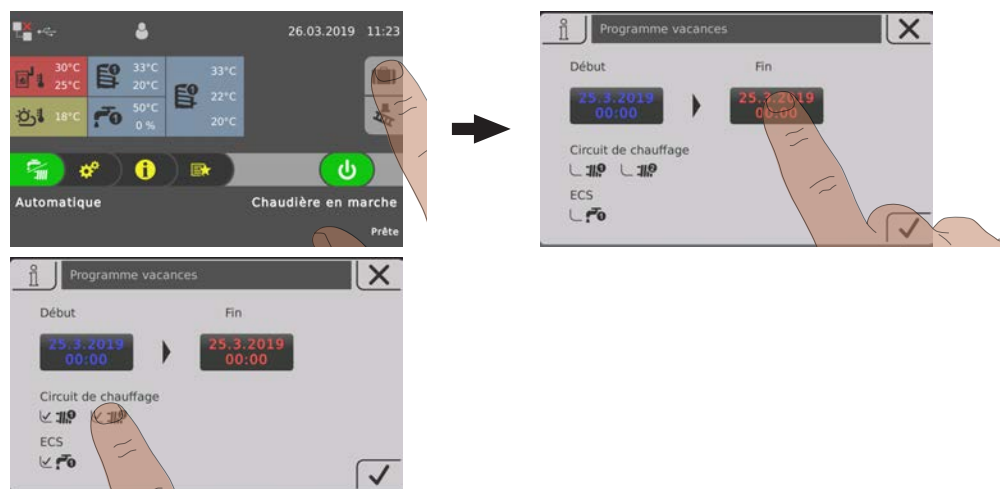 26.03.2019 11:23
30°C 33°C 33°C
25°C 20°C 22°C
18°C 50°C 20°C
0 %
Automatique Chaudière en marche
Prête
Programme vacances
Début Fin
25.3.2019 25.3.2019
00:00 00:00
Circuit de chauffage
ECS
Programme vacances
Début Fin
25.3.2019 25.3.2019
00:00 00:00
Circuit de chauffage
ECS